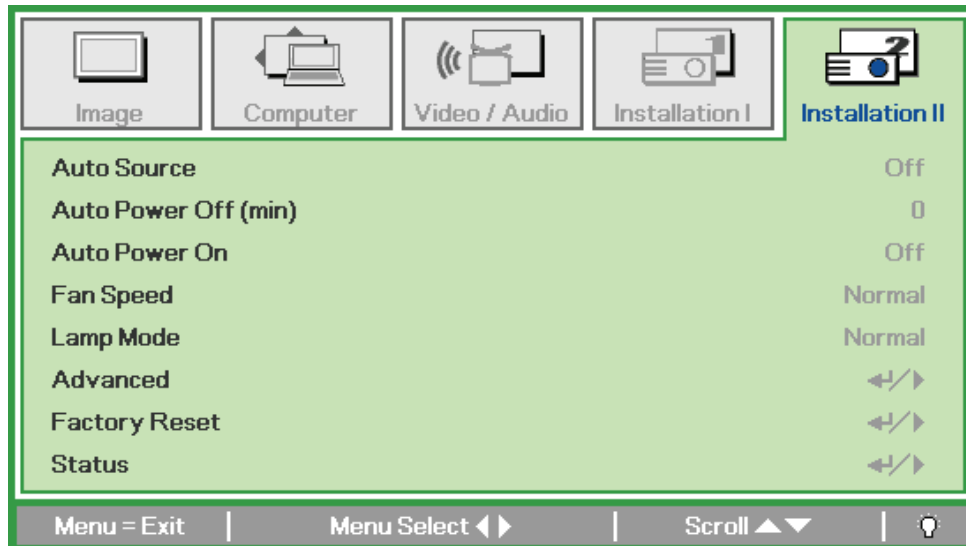 Image Computer Video / Audio Installation I Installation II
Auto Source Off
Auto Power Off (min) 0
Auto Power On Off
Fan Speed Normal
Lamp Mode Normal
Advanced
Factory Reset
Status
Menu = Exit | Menu Select | Scroll |